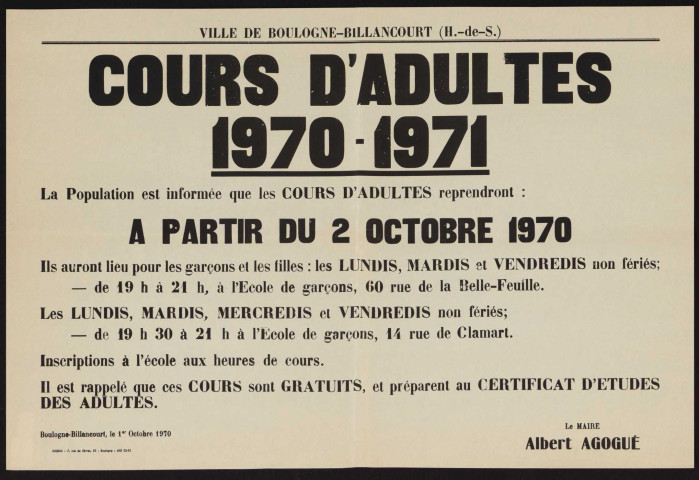 VILLE DE BOULOGNE-BILLANCOURT (H.-de-S.)
COURS D'ADULTES
1970 - 1971
La Population est informée que les COURS D'ADULTES reprendront :
A PARTIR DU 2 OCTOBRE 1970
Ils auront lieu pour les garçons et les filles : les LUNDIS, MARDIS et VENDREDIS non fériés;
— de 19 h à 21 h, à l'Ecole de garçons, 60 rue de la Belle-Feuille.
Les LUNDIS, MARDIS, MERCREDIS et VENDREDIS non fériés;
— de 19 h 30 à 21 h à l'Ecole de garçons, 14 rue de Clamart.
Inscriptions à l'école aux heures de cours.
Il est rappelé que ces COURS sont GRATUITS, et préparent au CERTIFICAT D'ETUDES
DES ADULTES.
Boulogne-Billancourt, le 1er Octobre 1970
Le MAIRE
Albert AGOGUÉ